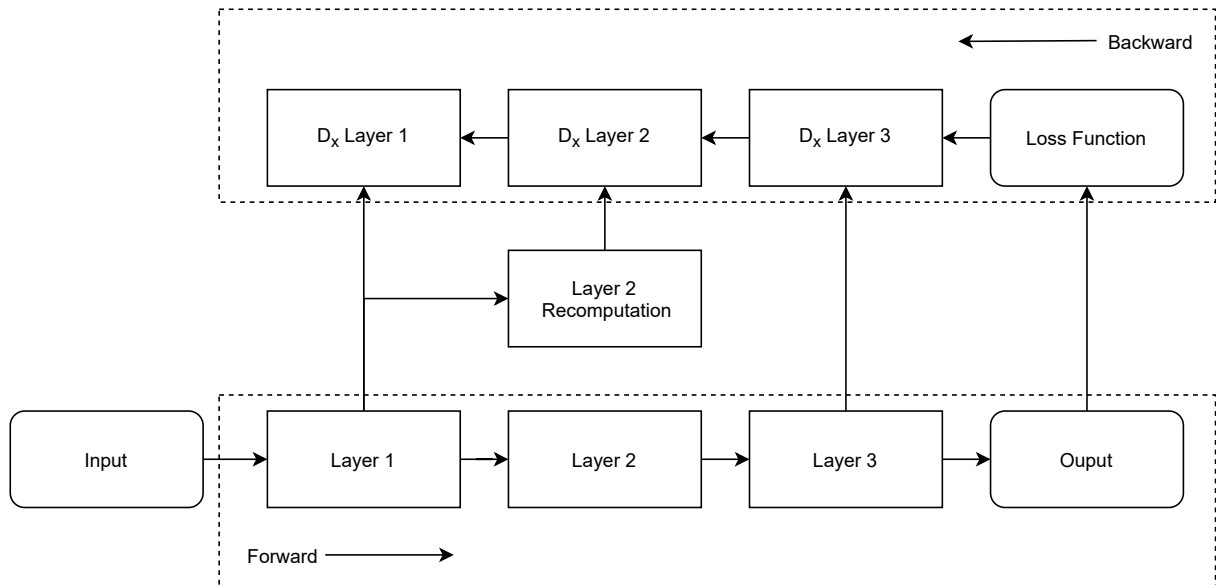 Backward
Dx Layer 1
Dx Layer 2
Dx Layer 3
Loss Function
Layer 2
Recomputation
Input
Layer 1
Layer 2
Layer 3
Ouput
Forward